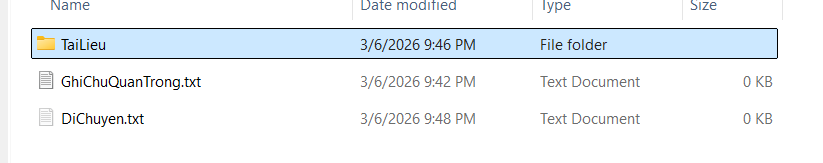 Name Date modified Type Size
TaiLieu 3/6/2026 9:46 PM File folder
GhiChuQuanTrong.txt 3/6/2026 9:42 PM Text Document 0 KB
DiChuyen.txt 3/6/2026 9:48 PM Text Document 0 KB